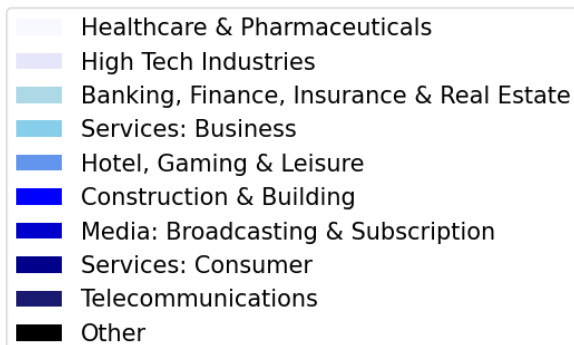 Healthcare & Pharmaceuticals
High Tech Industries
Banking, Finance, Insurance & Real Estate
Services: Business
Hotel, Gaming & Leisure
Construction & Building
Media: Broadcasting & Subscription
Services: Consumer
Telecommunications
Other